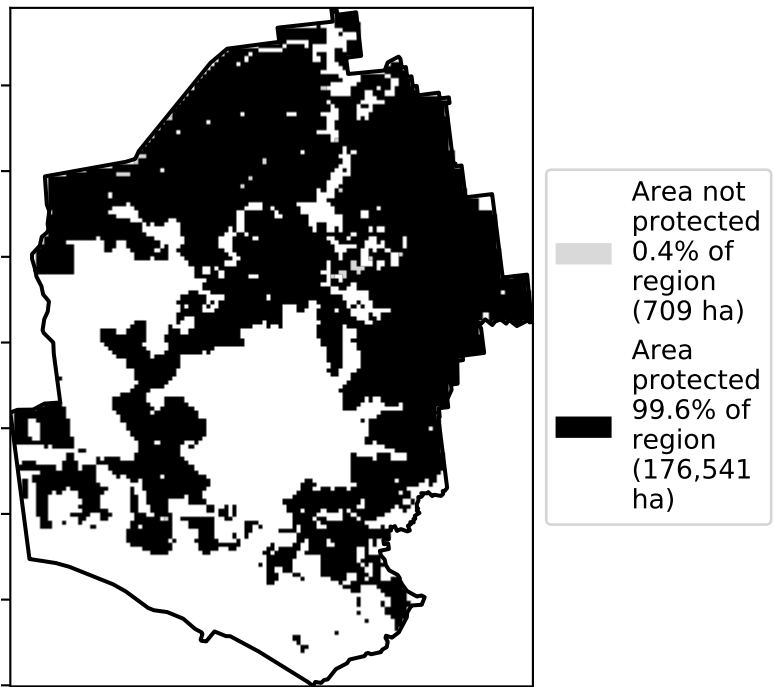 Area not
protected
0.4% of
region
(709 ha)
Area
protected
99.6% of
region
(176,541
ha)